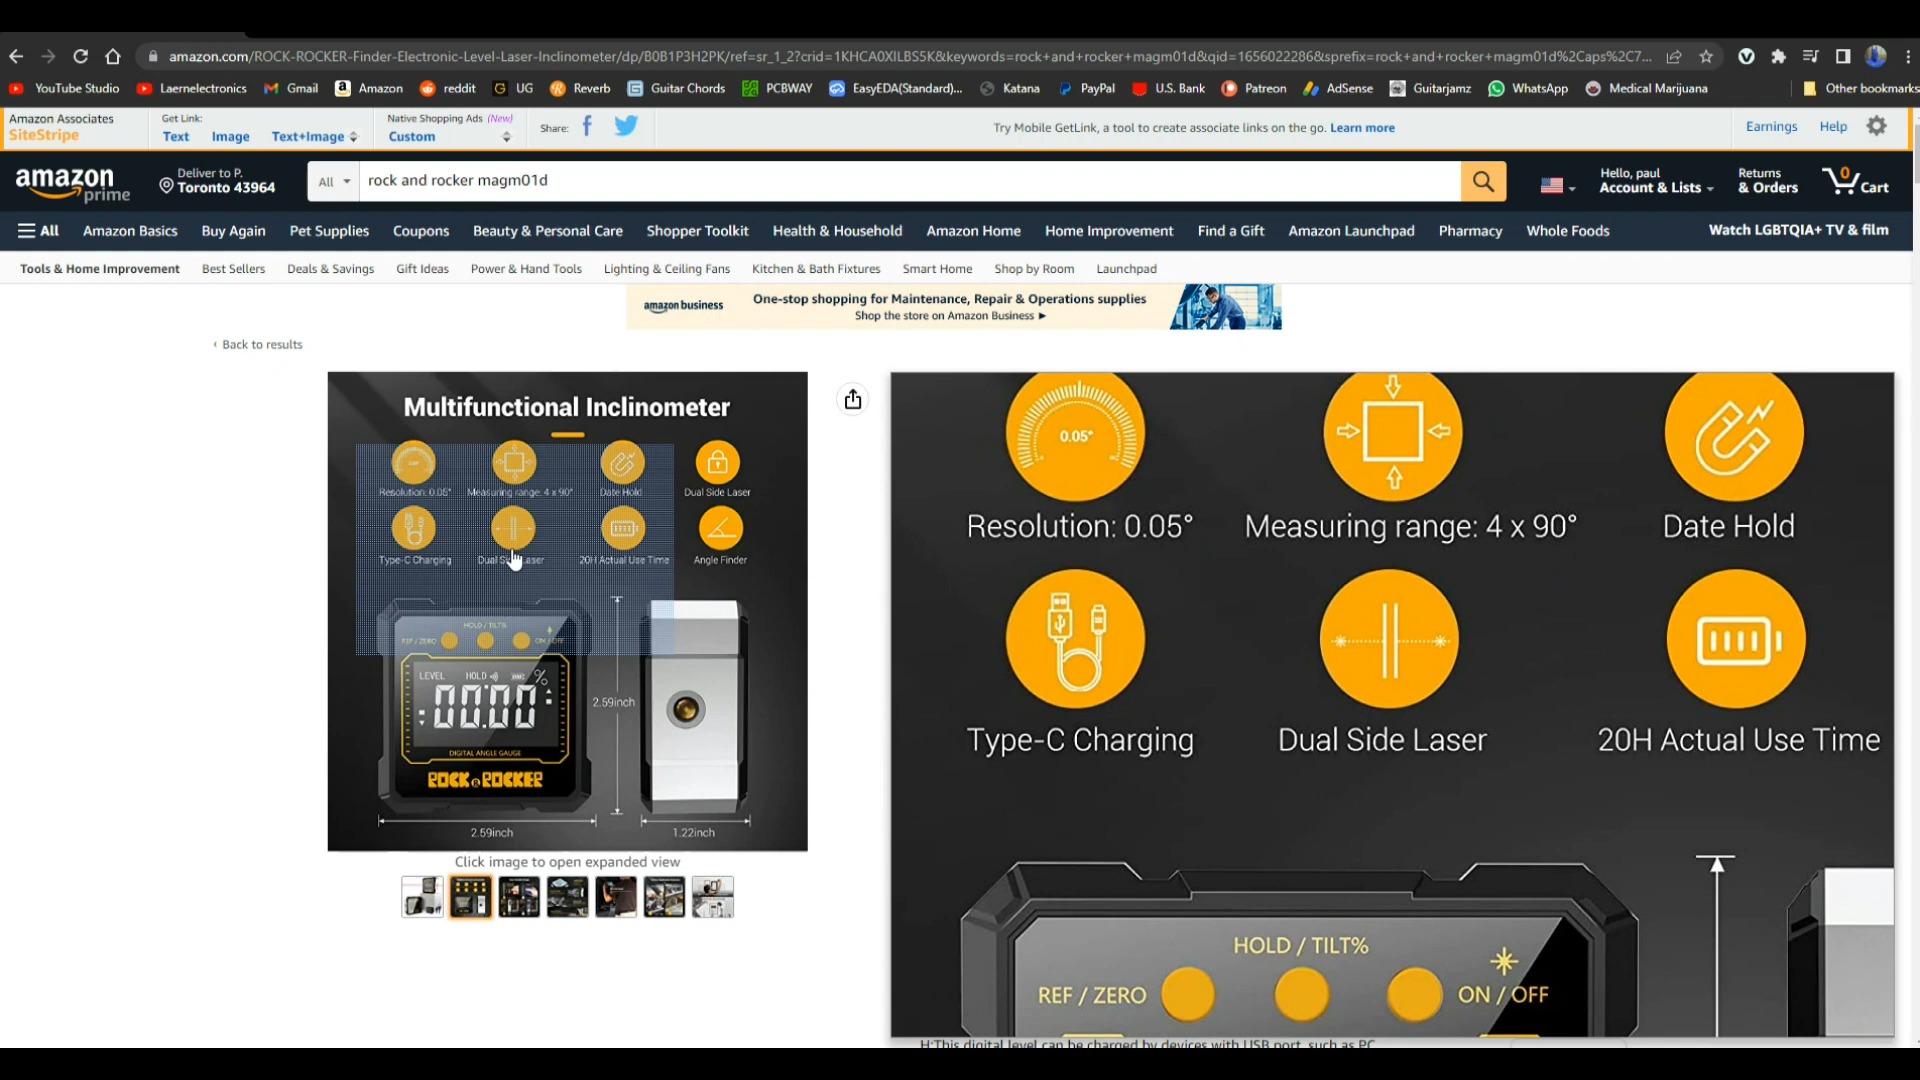 amazon.com/ROCK-ROCKER-Finder-Electronic-Level-Laser-Inclinometer/dp/B0B1P3H2PK/ref=sr_1_2?crid=1KHCA0XILBS5K&keywords=rock+and+rocker+magm01d&qid=1656022286&sprefix=rock+and+rocker+magm01d%2Caps%2C7...
YouTube Studio Laernelectronics Gmail Amazon reddit UG Reverb Guitar Chords PCBWAY EasyEDA(Standard)... Katana PayPal U.S. Bank Patreon AdSense Guitarjamz WhatsApp Medical Marijuana Other bookmarks
Amazon Associates
SiteStripe
Get Link:
Text Image Text+Image
Native Shopping Ads (New)
Custom
Share:
Try Mobile GetLink, a tool to create associate links on the go. Learn more
Earnings Help
amazon prime
Deliver to P.
Toronto 43964
All rock and rocker magm01d
Hello, paul
Account & Lists
Returns
& Orders
0 Cart
All Amazon Basics Buy Again Pet Supplies Coupons Beauty & Personal Care Shopper Toolkit Health & Household Amazon Home Home Improvement Find a Gift Amazon Launchpad Pharmacy Whole Foods Watch LGBTQIA+ TV & film
Tools & Home Improvement Best Sellers Deals & Savings Gift Ideas Power & Hand Tools Lighting & Ceiling Fans Kitchen & Bath Fixtures Smart Home Shop by Room Launchpad
amazon business One-stop shopping for Maintenance, Repair & Operations supplies
Shop the store on Amazon Business ►
‹ Back to results
Multifunctional Inclinometer
Resolution: 0.05° Measuring range: 4 x 90° Date Hold Dual Side Laser
Type-C Charging Dual Side Laser 20H Actual Use Time Angle Finder
HOLD / TILT%
REF / ZERO ON / OFF
LEVEL HOLD %
00:00
DIGITAL ANGLE GAUGE
ROCK & ROCKER
2.59inch
2.59inch 1.22inch
Click image to open expanded view
0.05°
Resolution: 0.05° Measuring range: 4 x 90° Date Hold
Type-C Charging Dual Side Laser 20H Actual Use Time
HOLD / TILT%
REF / ZERO ON / OFF
H:This digital level can be charged by devices with USB port, such as PC